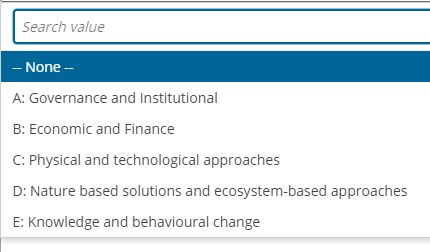 Search value
-- None --
A: Governance and Institutional
B: Economic and Finance
C: Physical and technological approaches
D: Nature based solutions and ecosystem-based approaches
E: Knowledge and behavioural change